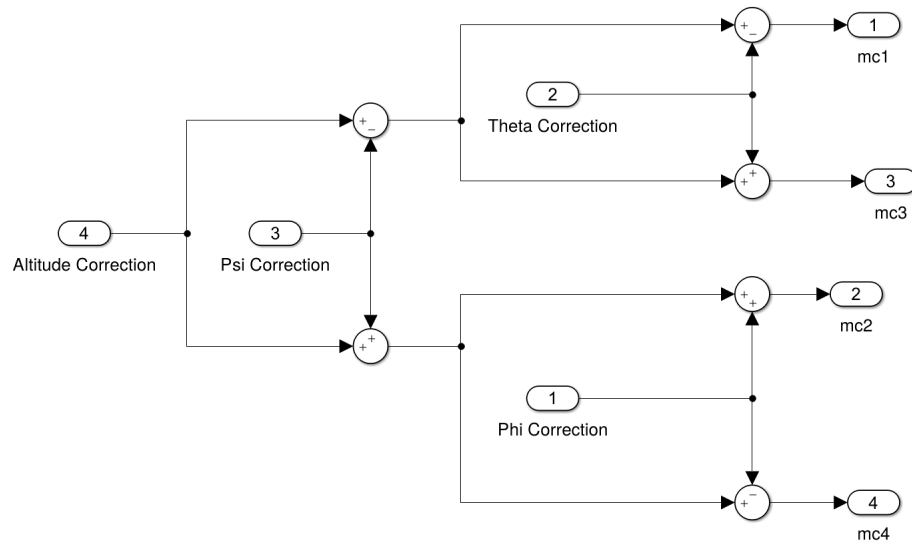 +
−
1
mc1
2
Theta Correction
+
−
+
+
3
mc3
4
Altitude Correction
3
Psi Correction
+
+
2
mc2
+
+
1
Phi Correction
+
−
4
mc4